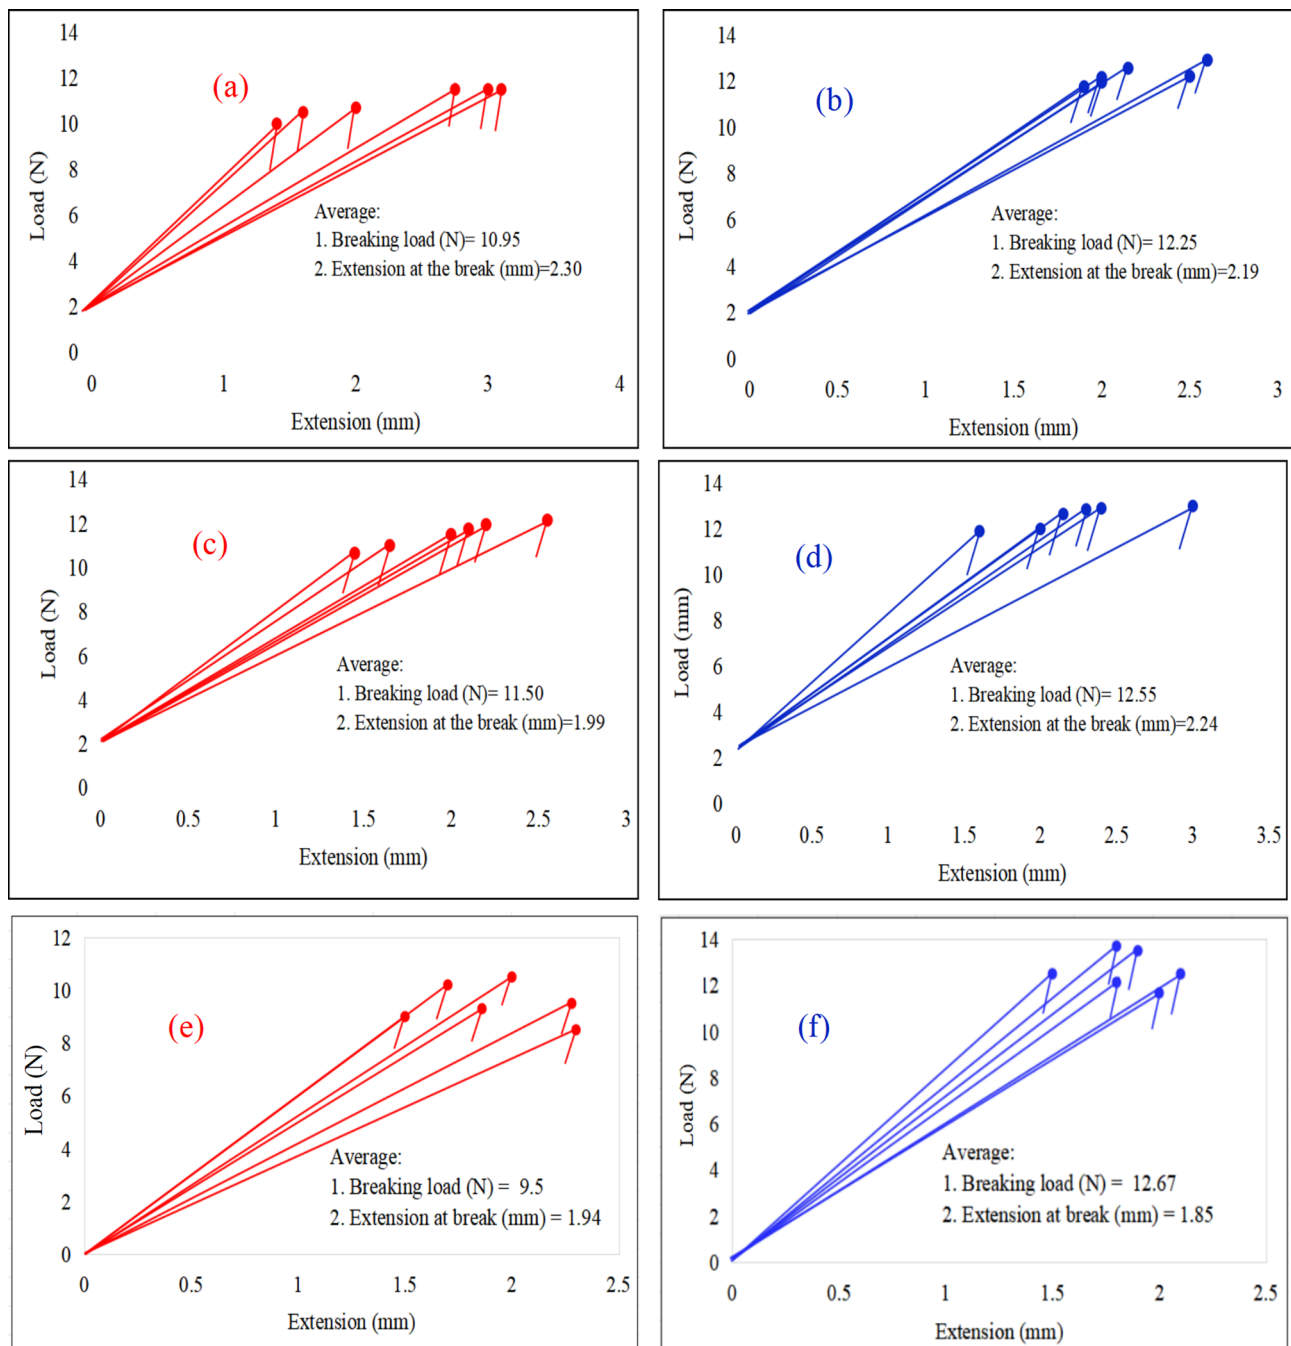 14
12
10
8
6
4
2
0
Load (N)
(a)
Average:
1. Breaking load (N)= 10.95
2. Extension at the break (mm)=2.30
0 1 2 3 4
Extension (mm)
14
12
10
8
6
4
2
0
Load (N)
(b)
Average:
1. Breaking load (N)= 12.25
2. Extension at the break (mm)=2.19
0 0.5 1 1.5 2 2.5 3
Extension (mm)
14
12
10
8
6
4
2
0
Load (N)
(c)
Average:
1. Breaking load (N)= 11.50
2. Extension at the break (mm)=1.99
0 0.5 1 1.5 2 2.5 3
Extension (mm)
14
12
10
8
6
4
2
0
Load (mm)
(d)
Average:
1. Breaking load (N)= 12.55
2. Extension at the break (mm)=2.24
0 0.5 1 1.5 2 2.5 3 3.5
Extension (mm)
12
10
8
6
4
2
0
Load (N)
(e)
Average:
1. Breaking load (N) = 9.5
2. Extension at break (mm) = 1.94
0 0.5 1 1.5 2 2.5
Extension (mm)
14
12
10
8
6
4
2
0
Load (N)
(f)
Average:
1. Breaking load (N) = 12.67
2. Extension at break (mm) = 1.85
0 0.5 1 1.5 2 2.5
Extension (mm)